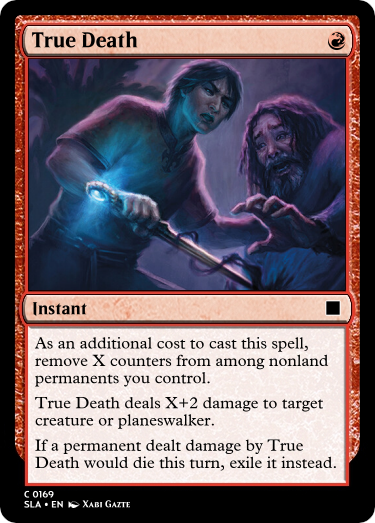 True Death
Instant
As an additional cost to cast this spell,
remove X counters from among nonland
permanents you control.
True Death deals X+2 damage to target
creature or planeswalker.
If a permanent dealt damage by True
Death would die this turn, exile it instead.
C 0169
SLA • EN Xabi Gazte